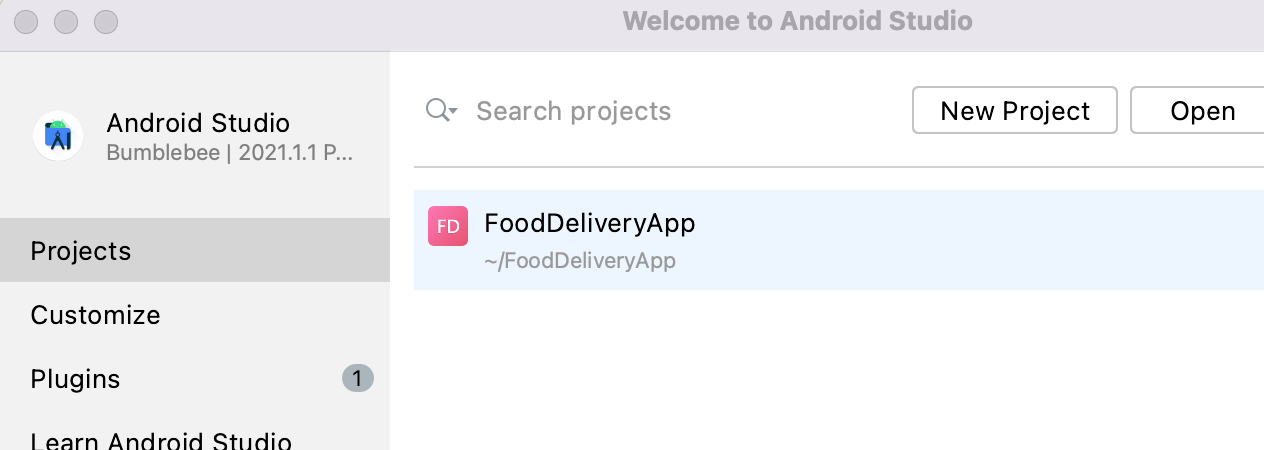 Welcome to Android Studio
Android Studio
Bumblebee | 2021.1.1 P...
Search projects
New Project
Open
FD
FoodDeliveryApp
~/FoodDeliveryApp
Projects
Customize
Plugins
1
Learn Android Studio